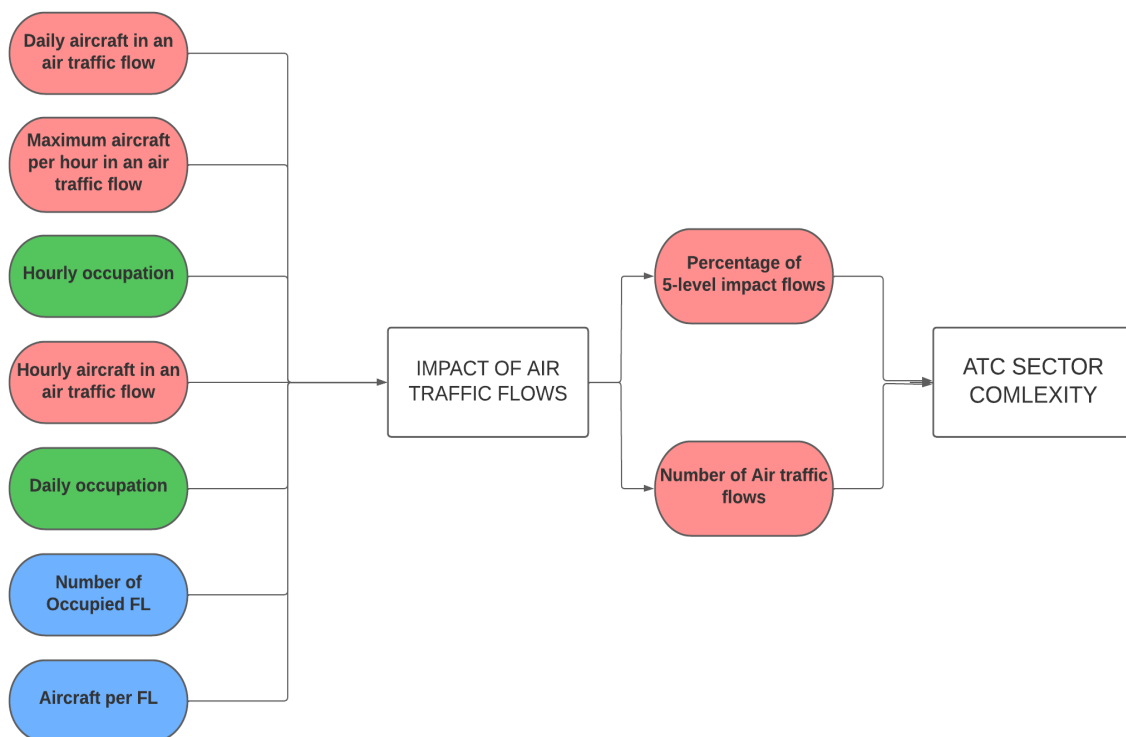 Daily aircraft in an
air traffic flow
Maximum aircraft
per hour in an air
traffic flow
Hourly occupation
Hourly aircraft in an
air traffic flow
Daily occupation
Number of
Occupied FL
Aircraft per FL
IMPACT OF AIR
TRAFFIC FLOWS
Percentage of
5-level impact flows
Number of Air traffic
flows
ATC SECTOR
COMLEXITY